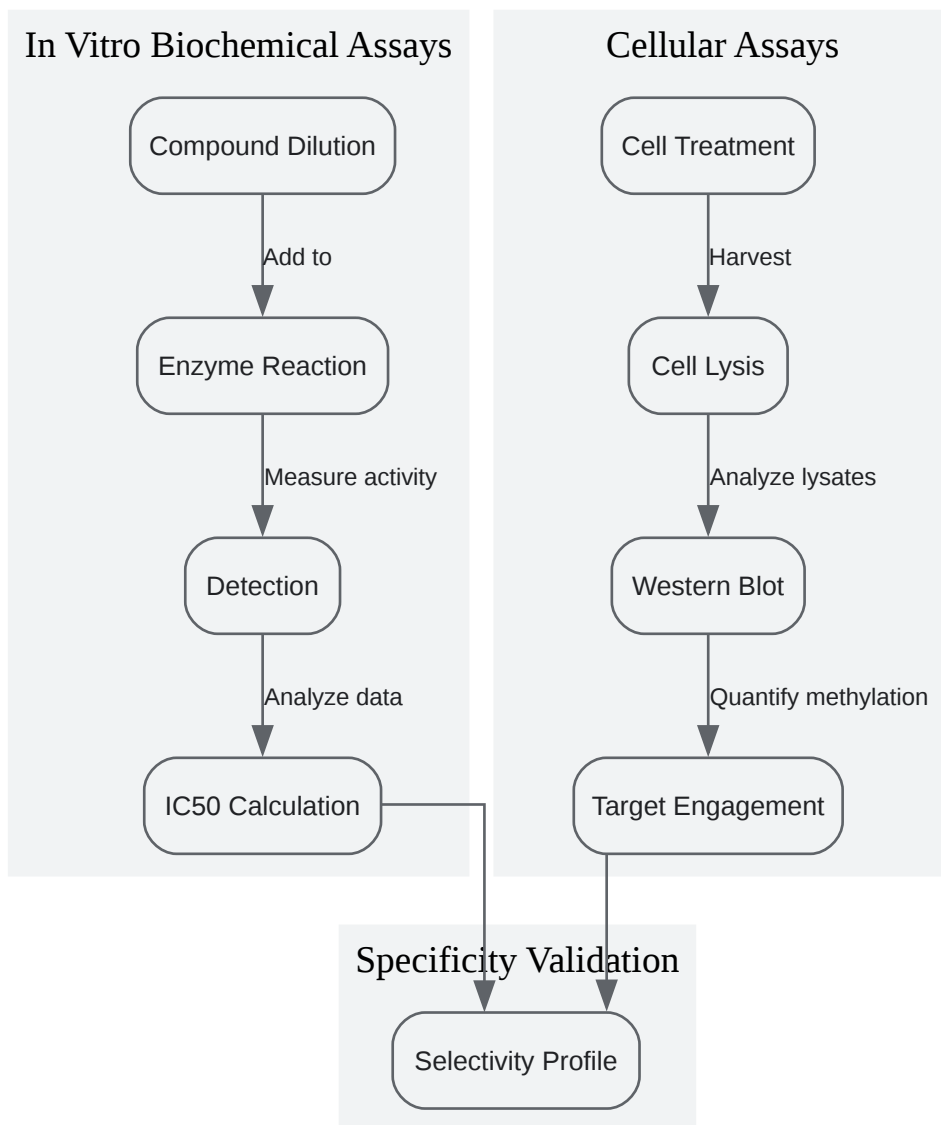 In Vitro Biochemical Assays
Compound Dilution
Add to
Enzyme Reaction
Measure activity
Detection
Analyze data
IC50 Calculation
Cellular Assays
Cell Treatment
Harvest
Cell Lysis
Analyze lysates
Western Blot
Quantify methylation
Target Engagement
Specificity Validation
Selectivity Profile